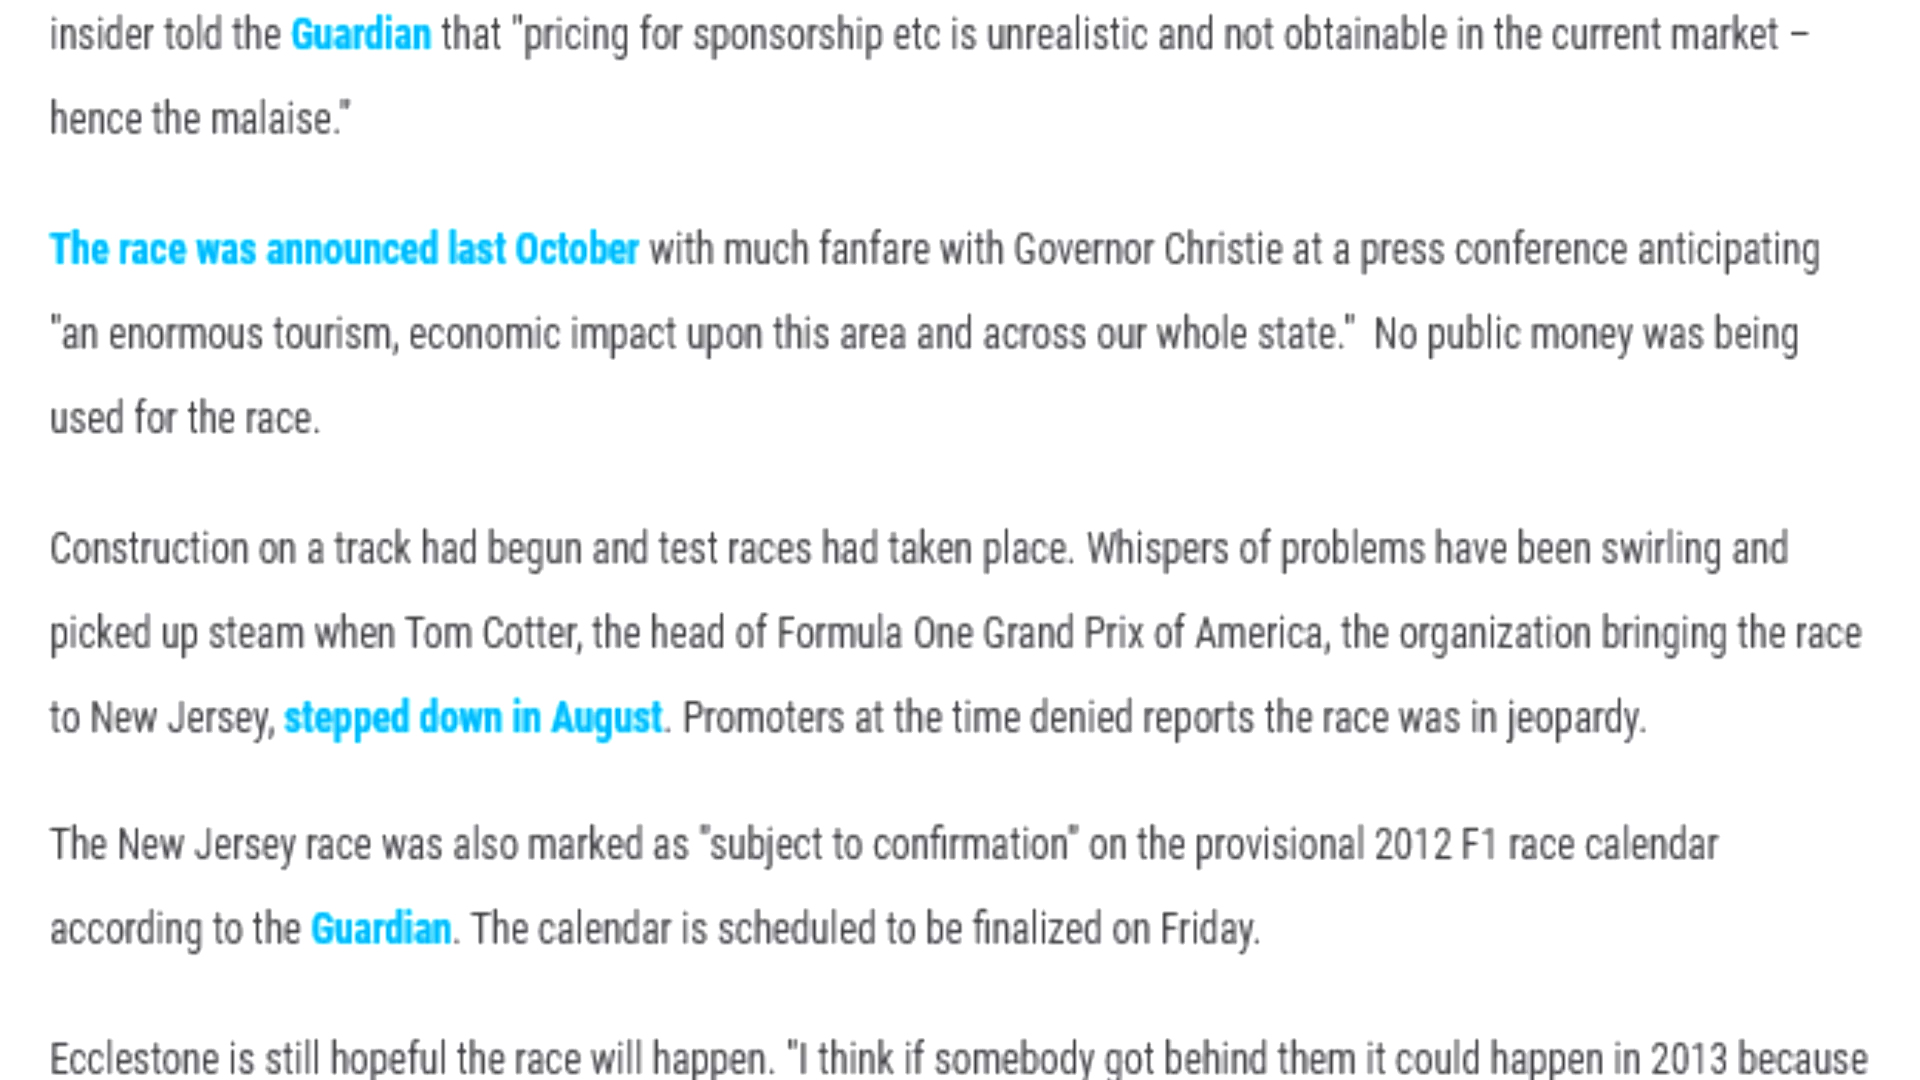 insider told the Guardian that "pricing for sponsorship etc is unrealistic and not obtainable in the current market –
hence the malaise."
The race was announced last October with much fanfare with Governor Christie at a press conference anticipating
"an enormous tourism, economic impact upon this area and across our whole state."  No public money was being
used for the race.
Construction on a track had begun and test races had taken place. Whispers of problems have been swirling and
picked up steam when Tom Cotter, the head of Formula One Grand Prix of America, the organization bringing the race
to New Jersey, stepped down in August. Promoters at the time denied reports the race was in jeopardy.
The New Jersey race was also marked as "subject to confirmation" on the provisional 2012 F1 race calendar
according to the Guardian. The calendar is scheduled to be finalized on Friday.
Ecclestone is still hopeful the race will happen. "I think if somebody got behind them it could happen in 2013 because